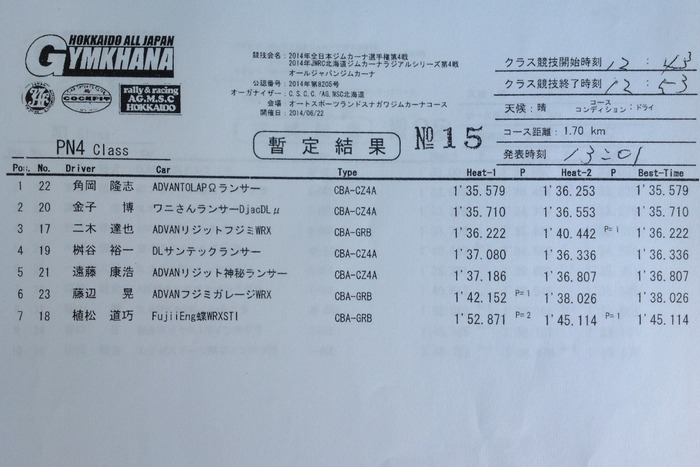 HOKKAIDO ALL JAPAN
GYMKHANA
COCKPIT
rally & racing
AG.M.S.C
HOKKAIDO
競技会名：2014年全日本ジムカーナ選手権第4戦
2014年JMRC北海道ジムカーナラジアルシリーズ第4戦
オールジャパンジムカーナ
公認番号：2014年第8205号
オーガナイザー：C.S.C.C.「AG.MSC北海道
会場：オートスポーツランドスナガワジムカーナコース
開催日：2014/06/22
クラス競技開始時刻 12：43
クラス競技終了時刻 12：53
天候：晴 コースコンディション：ドライ
コース距離：1.70 km
発表時刻 13：01
PN4 Class
暫定結果
No 15
Pos. No. Driver Car Type Heat-1 P Heat-2 P Best-Time
1 22 角岡 隆志 ADVANTOLAPΩランサー CBA-CZ4A 1'35.579 1'36.253 1'35.579
2 20 金子 博 ワニさんランサーDjacDLμ CBA-CZ4A 1'35.710 1'36.553 1'35.710
3 17 二木 達也 ADVANリジットフジミWRX CBA-GRB 1'36.222 1'40.442 P=1 1'36.222
4 19 桝谷 裕一 DLサンテックランサー CBA-CZ4A 1'37.080 1'36.336 1'36.336
5 21 遠藤 康浩 ADVANリジット神秘ランサー CBA-CZ4A 1'37.186 1'36.807 1'36.807
6 23 藤辺 晃 ADVANフジミガレージWRX CBA-GRB 1'42.152 P=1 1'38.026 1'38.026
7 18 植松 道巧 FujiiEng蝶WRXSTI CBA-GRB 1'52.871 P=2 1'45.114 P=1 1'45.114